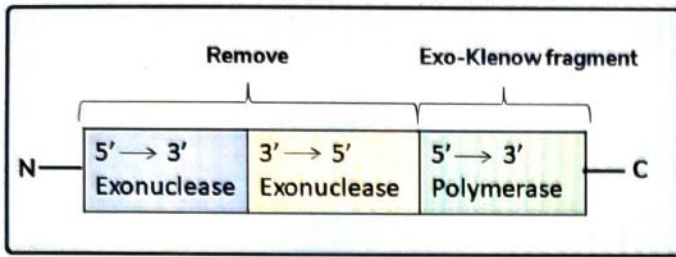 Remove
Exo-Klenow fragment
N
5′ → 3′
Exonuclease
3′ → 5′
Exonuclease
5′ → 3′
Polymerase
C